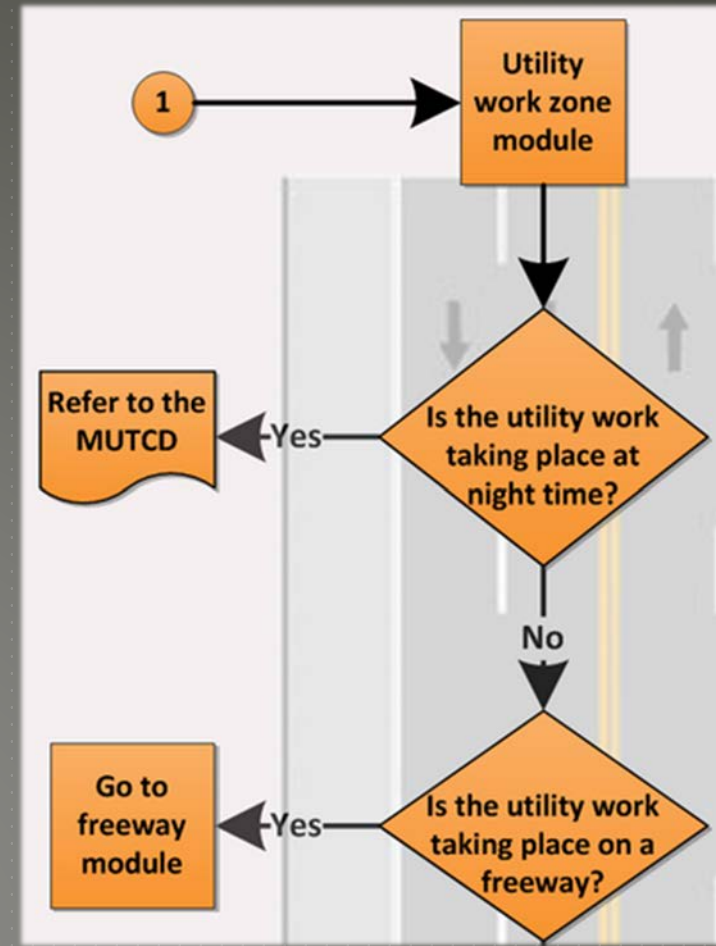 1
Utility
work zone
module
Is the utility work
taking place at
night time?
Yes
Refer to the
MUTCD
No
Is the utility work
taking place on a
freeway?
Yes
Go to
freeway
module